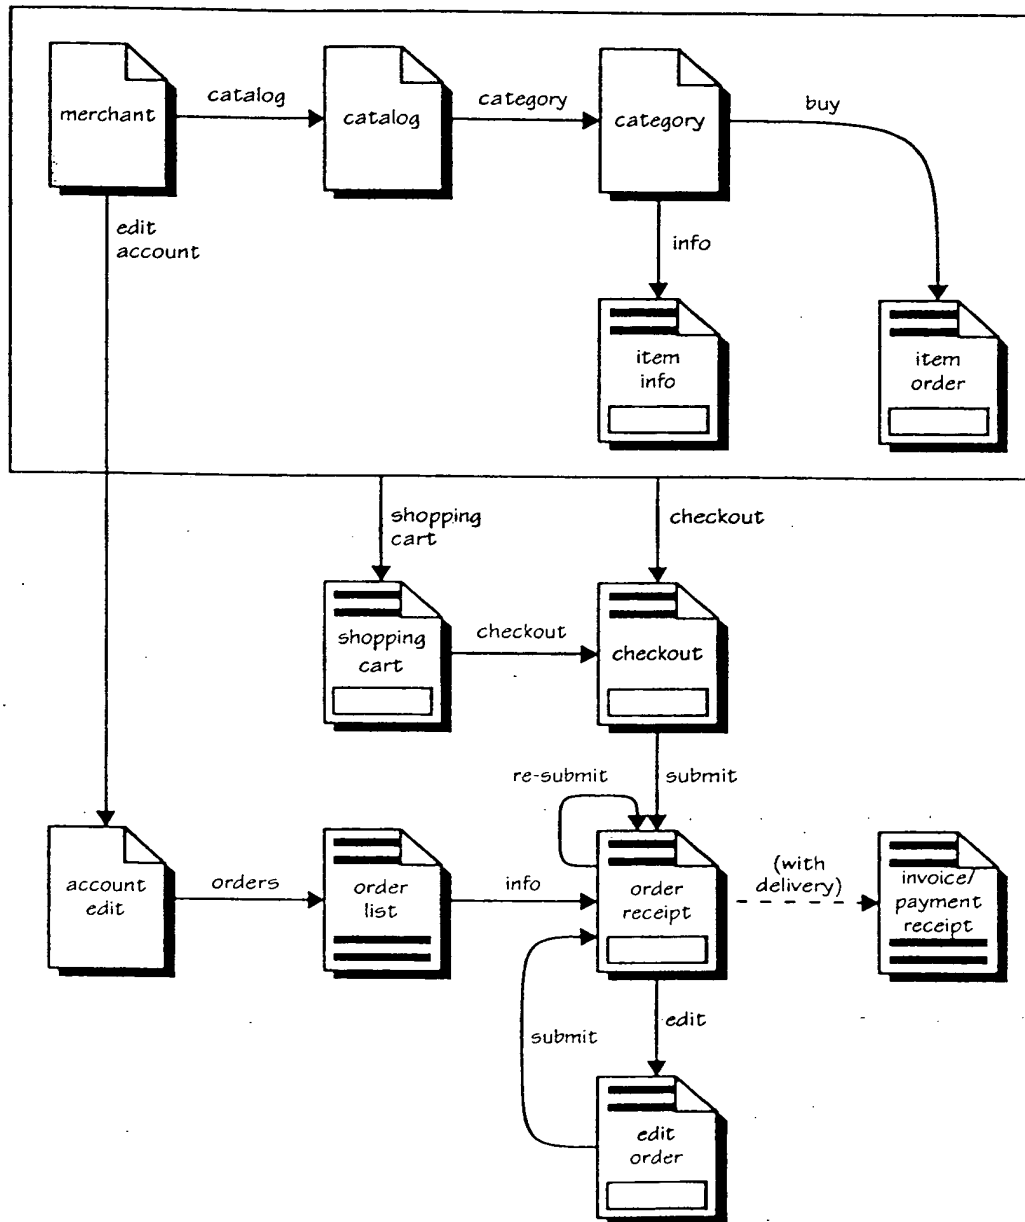 merchant
catalog
catalog
category
category
buy
edit
account
info
item
info
item
order
shopping
cart
checkout
shopping
cart
checkout
checkout
re-submit
submit
account
edit
orders
order
list
info
order
receipt
(with
delivery)
invoice/
payment
receipt
submit
edit
edit
order